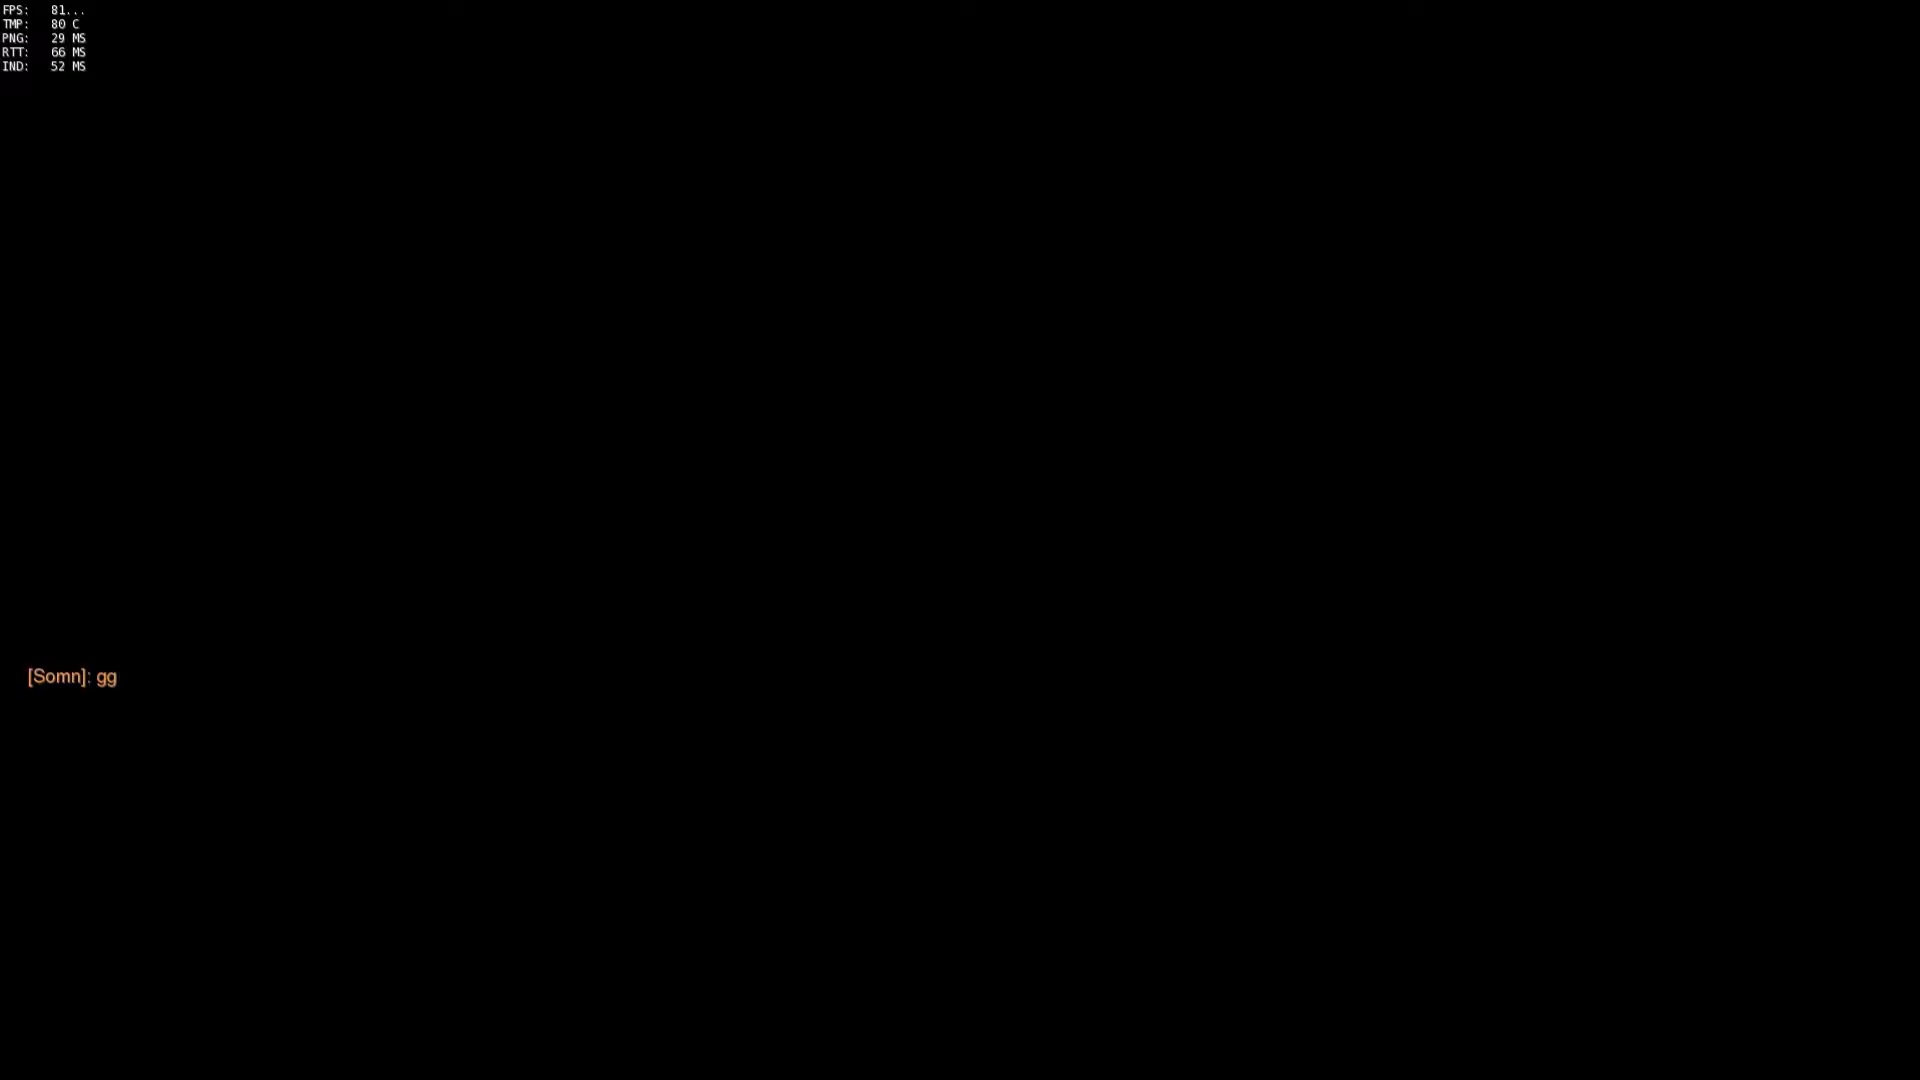 FPS: 81...
TMP: 80 C
PNG: 29 MS
RTT: 66 MS
IND: 52 MS
[Somn]: gg